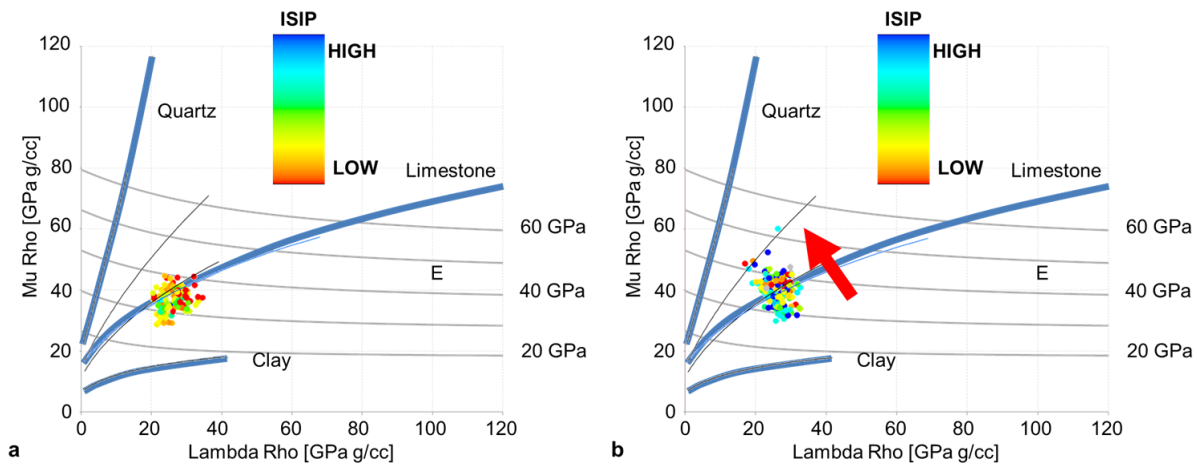 ISIP
HIGH
LOW
120
100
80
60
40
20
0
Mu Rho [GPa g/cc]
Quartz
Limestone
60 GPa
E
40 GPa
20 GPa
Clay
0 20 40 60 80 100 120
Lambda Rho [GPa g/cc]
a
ISIP
HIGH
LOW
120
100
80
60
40
20
0
Mu Rho [GPa g/cc]
Quartz
Limestone
60 GPa
E
40 GPa
20 GPa
Clay
0 20 40 60 80 100 120
Lambda Rho [GPa g/cc]
b